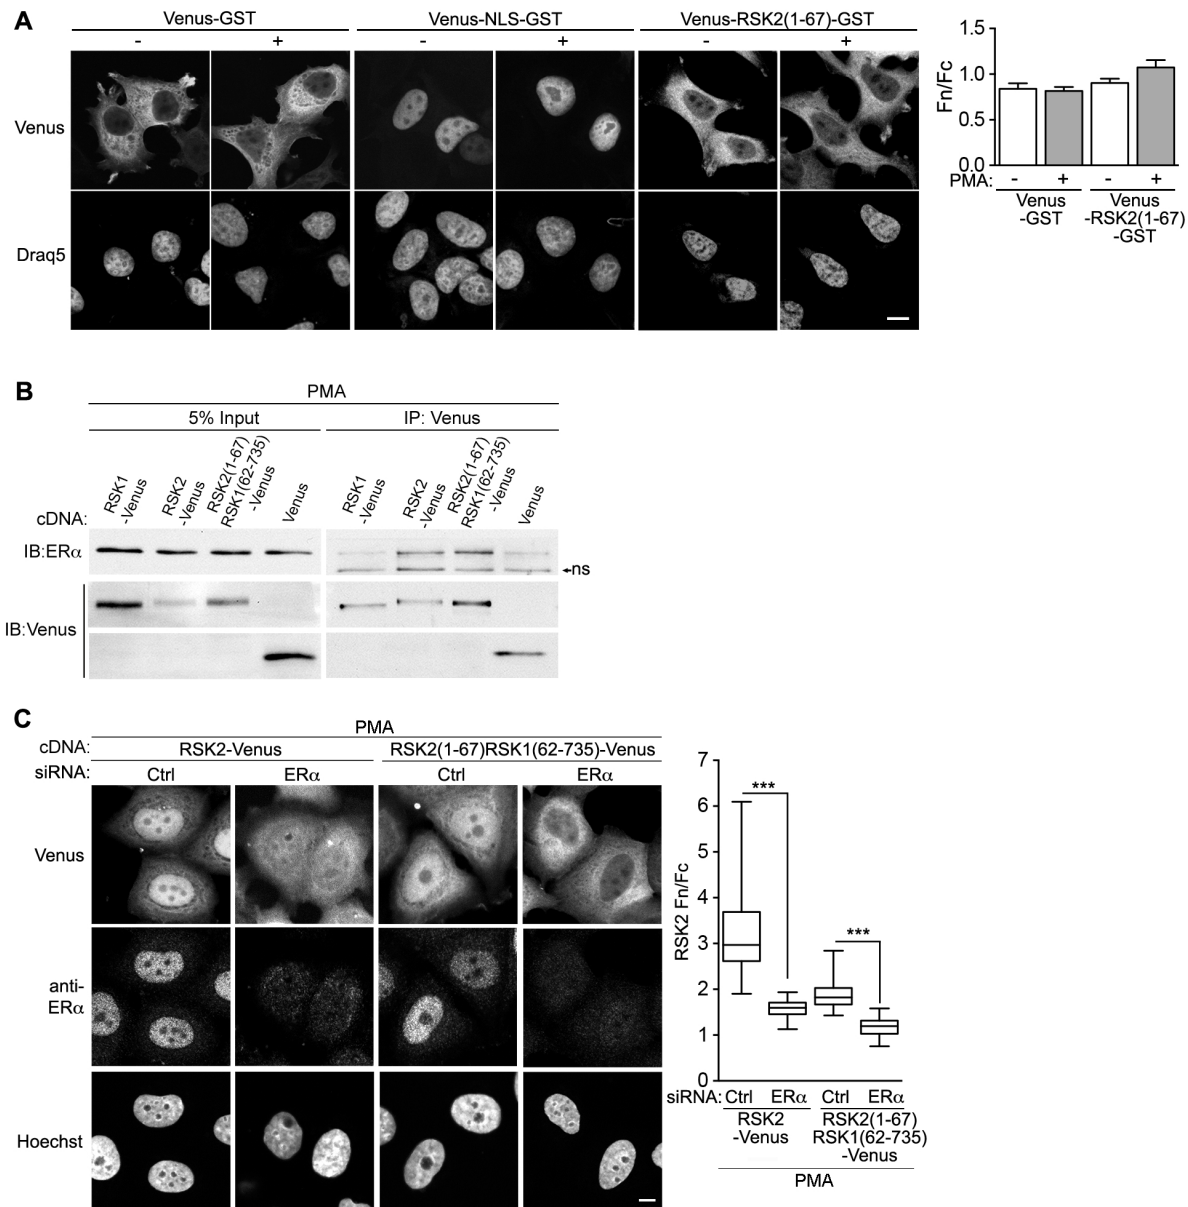 A
Venus-GST
Venus-NLS-GST
Venus-RSK2(1-67)-GST
- + - + - +
Venus
Draq5
Fn/Fc
1.5
1.0
0.5
0.0
PMA: - + - +
Venus
-GST
Venus
-RSK2(1-67)
-GST
B
PMA
5% Input
IP: Venus
cDNA:
RSK1
-Venus
RSK2
-Venus
RSK2(1-67)
RSK1(62-735)
-Venus
Venus
RSK1
-Venus
RSK2
-Venus
RSK2(1-67)
RSK1(62-735)
-Venus
Venus
IB:ERα
ns
IB:Venus
C
PMA
cDNA:
RSK2-Venus
RSK2(1-67)RSK1(62-735)-Venus
siRNA:
Ctrl ERα Ctrl ERα
Venus
anti-
ERα
Hoechst
RSK2 Fn/Fc
7
6
5
4
3
2
1
0
***
***
siRNA: Ctrl ERα Ctrl ERα
RSK2
-Venus
RSK2(1-67)
RSK1(62-735)
-Venus
PMA